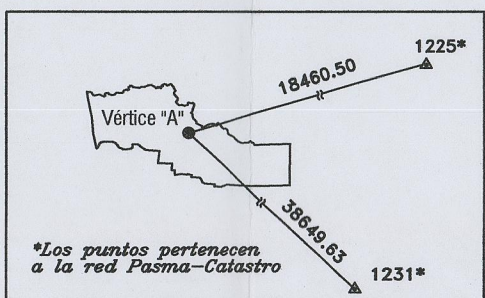 1225*
18460.50
Vértice "A"
38649.63
*Los puntos pertenecen
a la red Pasma-Catastro
1231*